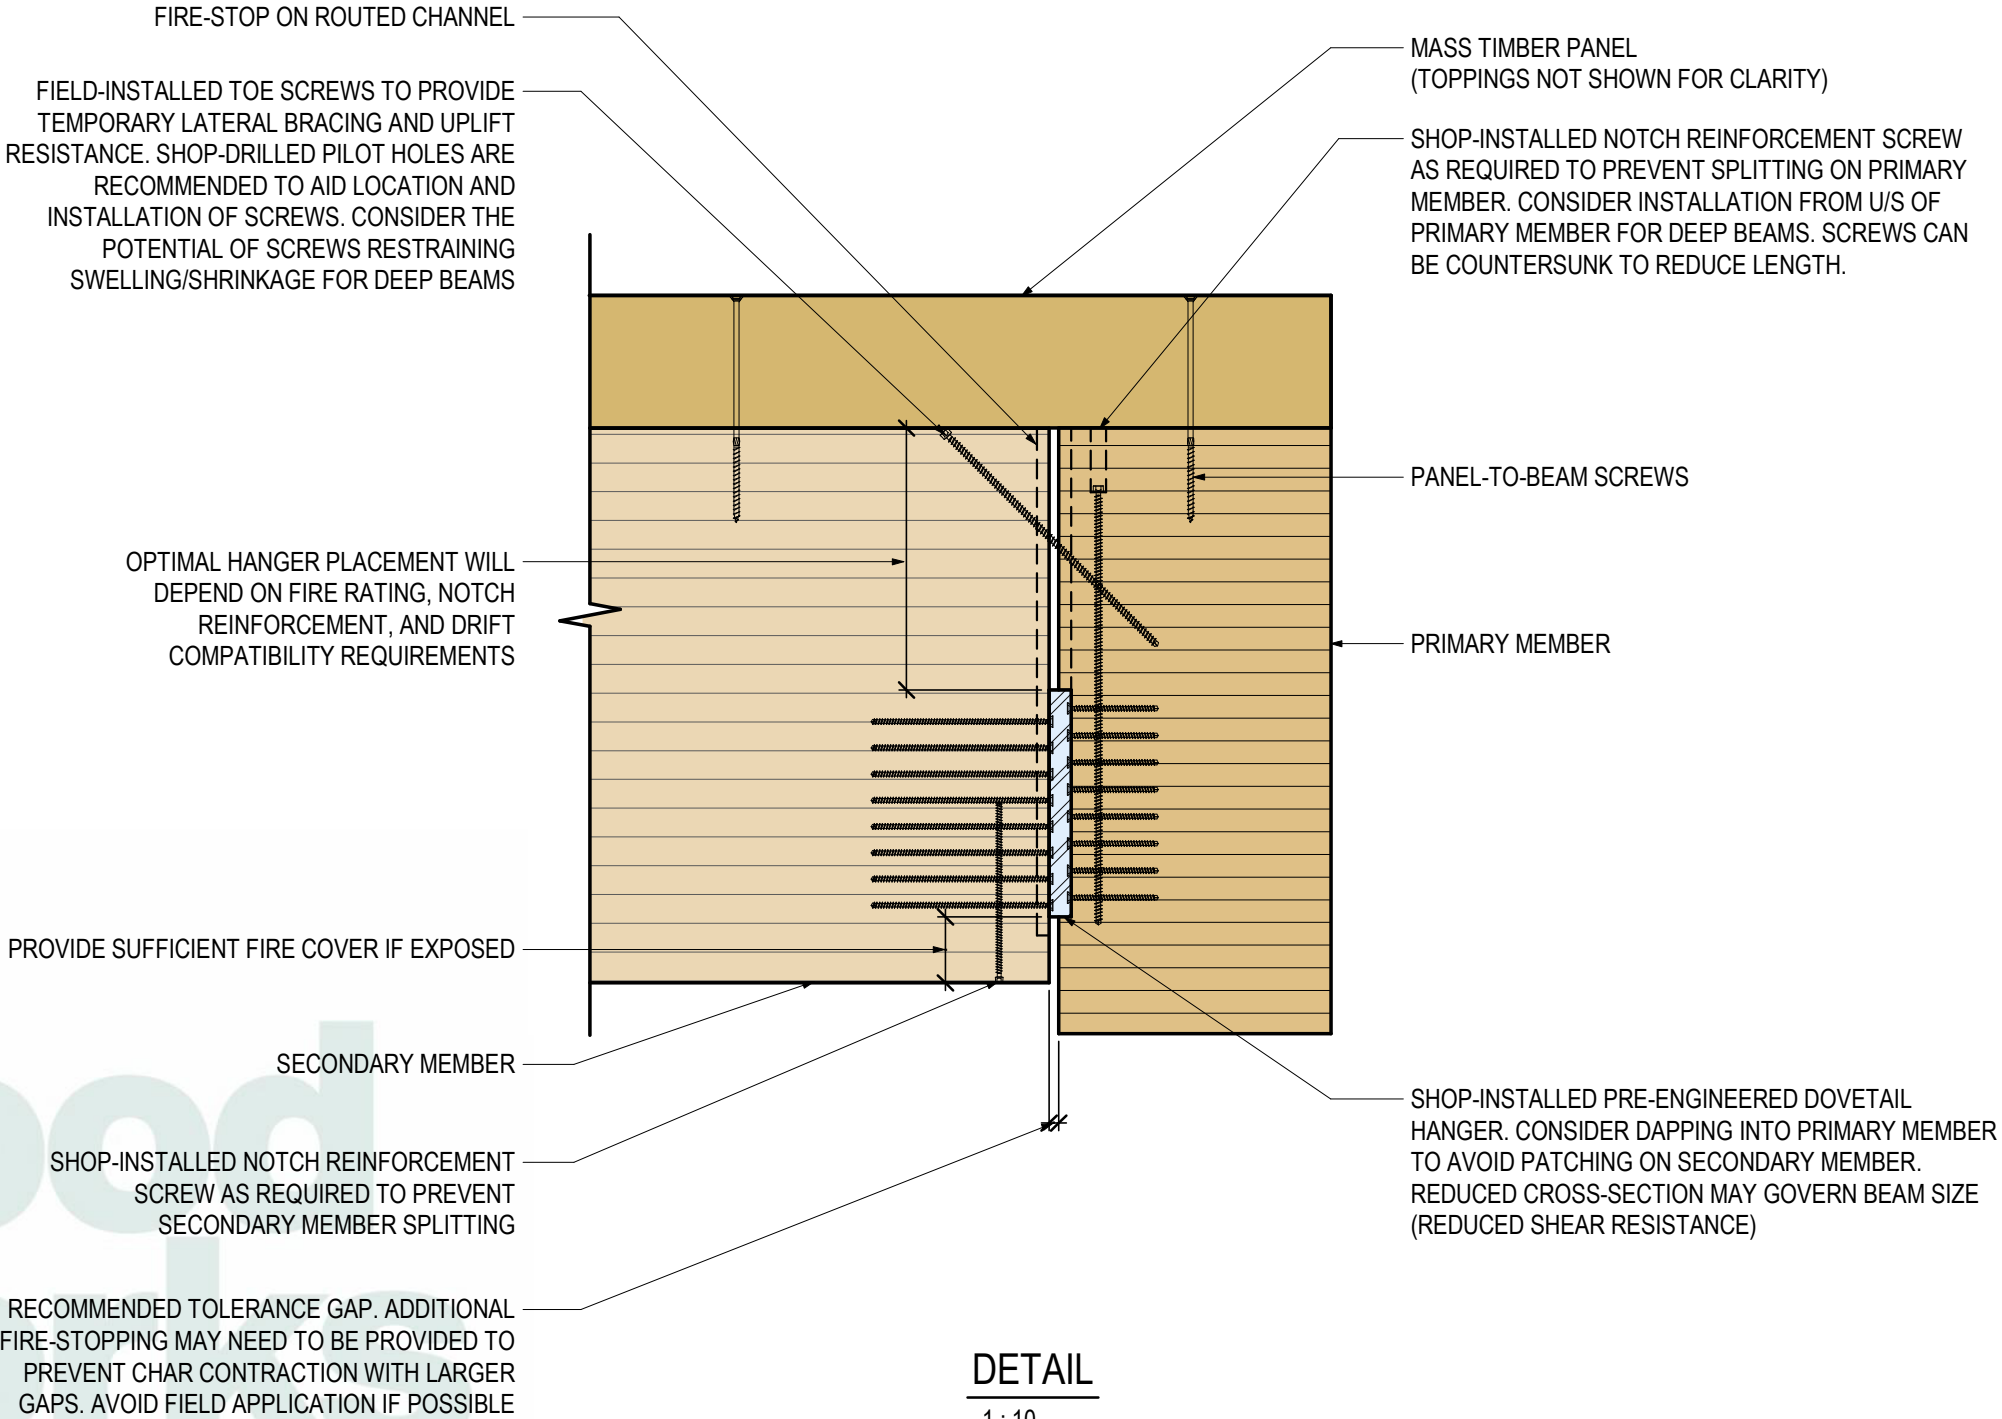 FIRE-STOP ON ROUTED CHANNEL
FIELD-INSTALLED TOE SCREWS TO PROVIDE
TEMPORARY LATERAL BRACING AND UPLIFT
RESISTANCE. SHOP-DRILLED PILOT HOLES ARE
RECOMMENDED TO AID LOCATION AND
INSTALLATION OF SCREWS. CONSIDER THE
POTENTIAL OF SCREWS RESTRAINING
SWELLING/SHRINKAGE FOR DEEP BEAMS
OPTIMAL HANGER PLACEMENT WILL
DEPEND ON FIRE RATING, NOTCH
REINFORCEMENT, AND DRIFT
COMPATIBILITY REQUIREMENTS
PROVIDE SUFFICIENT FIRE COVER IF EXPOSED
SECONDARY MEMBER
SHOP-INSTALLED NOTCH REINFORCEMENT
SCREW AS REQUIRED TO PREVENT
SECONDARY MEMBER SPLITTING
RECOMMENDED TOLERANCE GAP. ADDITIONAL
FIRE-STOPPING MAY NEED TO BE PROVIDED TO
PREVENT CHAR CONTRACTION WITH LARGER
GAPS. AVOID FIELD APPLICATION IF POSSIBLE
MASS TIMBER PANEL
(TOPPINGS NOT SHOWN FOR CLARITY)
SHOP-INSTALLED NOTCH REINFORCEMENT SCREW
AS REQUIRED TO PREVENT SPLITTING ON PRIMARY
MEMBER. CONSIDER INSTALLATION FROM U/S OF
PRIMARY MEMBER FOR DEEP BEAMS. SCREWS CAN
BE COUNTERSUNK TO REDUCE LENGTH.
PANEL-TO-BEAM SCREWS
PRIMARY MEMBER
SHOP-INSTALLED PRE-ENGINEERED DOVETAIL
HANGER. CONSIDER DAPPING INTO PRIMARY MEMBER
TO AVOID PATCHING ON SECONDARY MEMBER.
REDUCED CROSS-SECTION MAY GOVERN BEAM SIZE
(REDUCED SHEAR RESISTANCE)
DETAIL
1 : 10